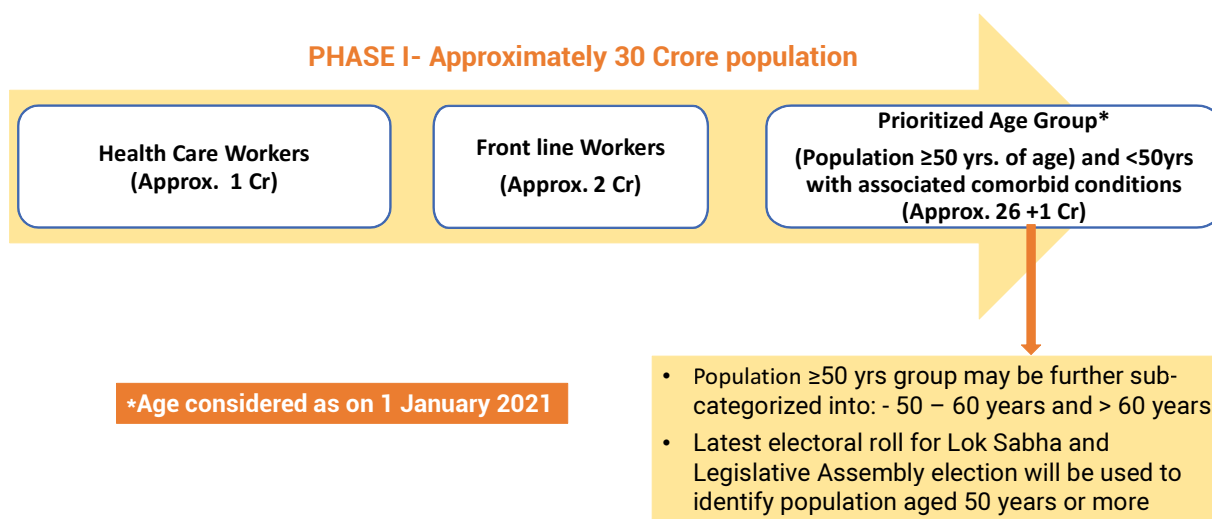 PHASE I- Approximately 30 Crore population
Health Care Workers
(Approx. 1 Cr)
Front line Workers
(Approx. 2 Cr)
Prioritized Age Group*
(Population ≥50 yrs. of age) and <50yrs
with associated comorbid conditions
(Approx. 26 +1 Cr)
*Age considered as on 1 January 2021
• Population ≥50 yrs group may be further sub-
categorized into: - 50 – 60 years and > 60 years
• Latest electoral roll for Lok Sabha and
Legislative Assembly election will be used to
identify population aged 50 years or more